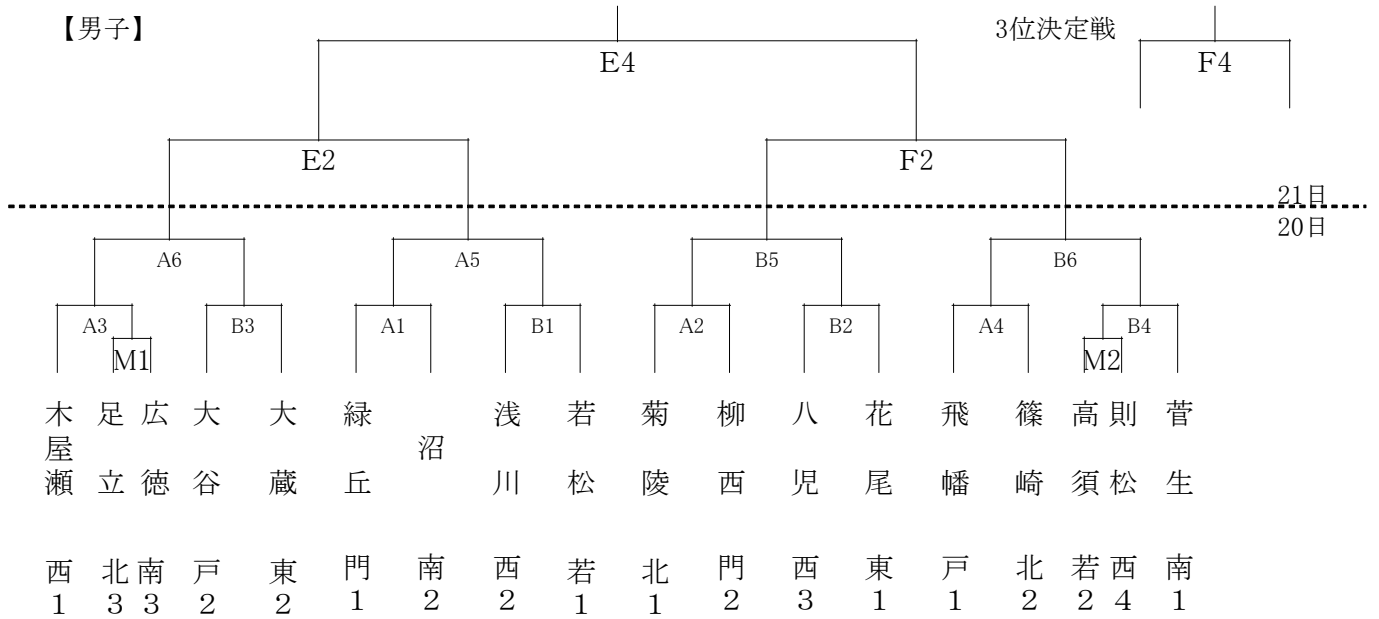 【男子】
3位決定戦
E4
F4
E2
F2
21日
20日
A6
A5
B5
B6
A3
B3
A1
B1
A2
B2
A4
B4
M1
M2
木屋瀬 西1
足立 北3
広徳 南3
大谷 戸2
大蔵 東2
緑丘 門1
沼 南2
浅川 西2
若松 若1
菊陵 北1
柳西 門2
八児 西3
花尾 東1
飛幡 戸1
篠崎 北2
高須 若2
則松 西4
菅生 南1